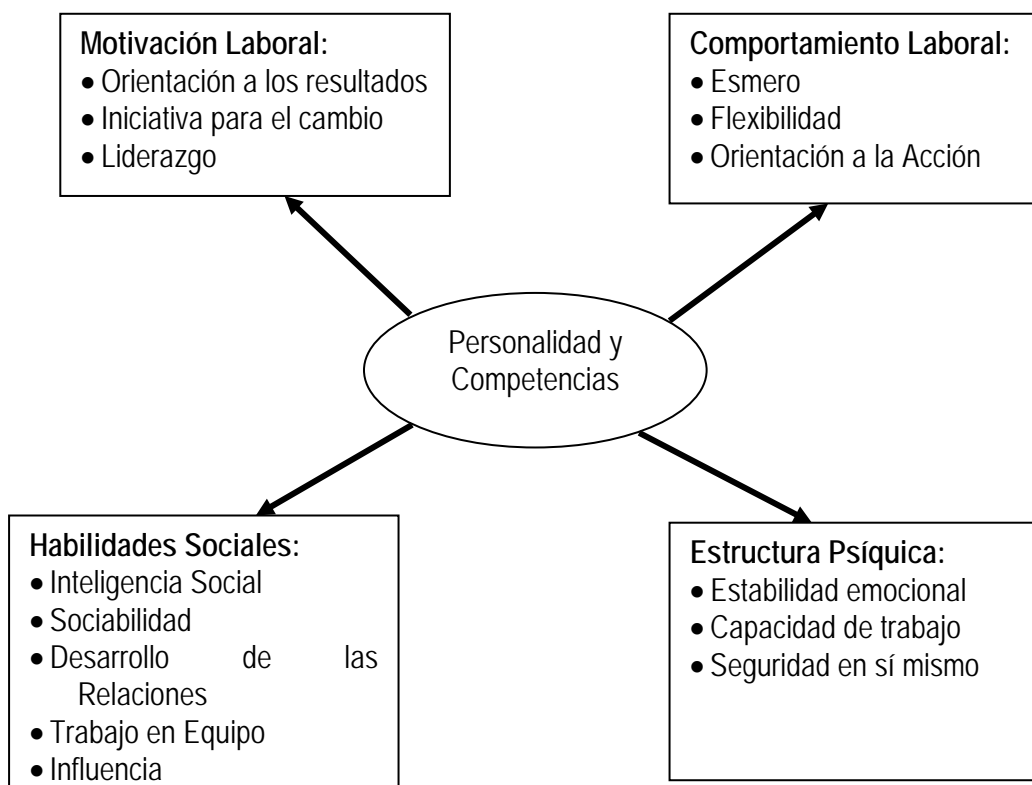 Motivación Laboral:
• Orientación a los resultados
• Iniciativa para el cambio
• Liderazgo
Comportamiento Laboral:
• Esmero
• Flexibilidad
• Orientación a la Acción
Personalidad y
Competencias
Habilidades Sociales:
• Inteligencia Social
• Sociabilidad
• Desarrollo de las
Relaciones
• Trabajo en Equipo
• Influencia
Estructura Psíquica:
• Estabilidad emocional
• Capacidad de trabajo
• Seguridad en sí mismo